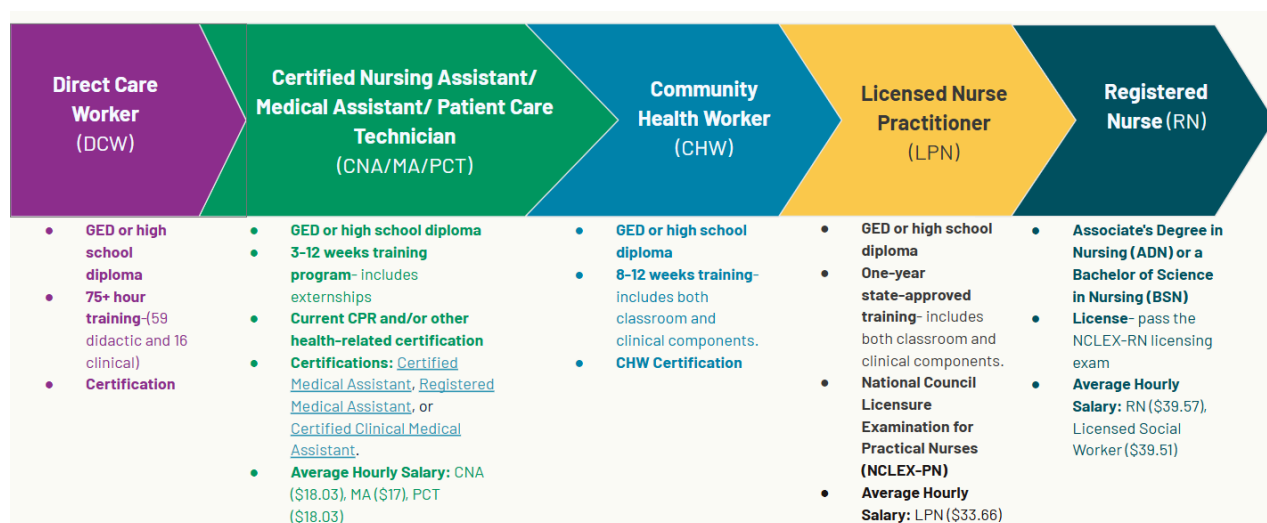 Direct Care
Worker
(DCW)
Certified Nursing Assistant/
Medical Assistant/ Patient Care
Technician
(CNA/MA/PCT)
Community
Health Worker
(CHW)
Licensed Nurse
Practitioner
(LPN)
Registered
Nurse (RN)
● GED or high
school
diploma
● 75+ hour
training-(59
didactic and 16
clinical)
● Certification
● GED or high school diploma
● 3-12 weeks training
program- includes
externships
● Current CPR and/or other
health-related certification
● Certifications: Certified
Medical Assistant, Registered
Medical Assistant, or
Certified Clinical Medical
Assistant.
● Average Hourly Salary: CNA
($18.03), MA ($17), PCT
($18.03)
● GED or high school
diploma
● 8-12 weeks training-
includes both
classroom and
clinical components.
● CHW Certification
● GED or high school
diploma
● One-year
state-approved
training- includes
both classroom and
clinical components.
● National Council
Licensure
Examination for
Practical Nurses
(NCLEX-PN)
● Average Hourly
Salary: LPN ($33.66)
● Associate's Degree in
Nursing (ADN) or a
Bachelor of Science
in Nursing (BSN)
● License- pass the
NCLEX-RN licensing
exam
● Average Hourly
Salary: RN ($39.57),
Licensed Social
Worker ($39.51)